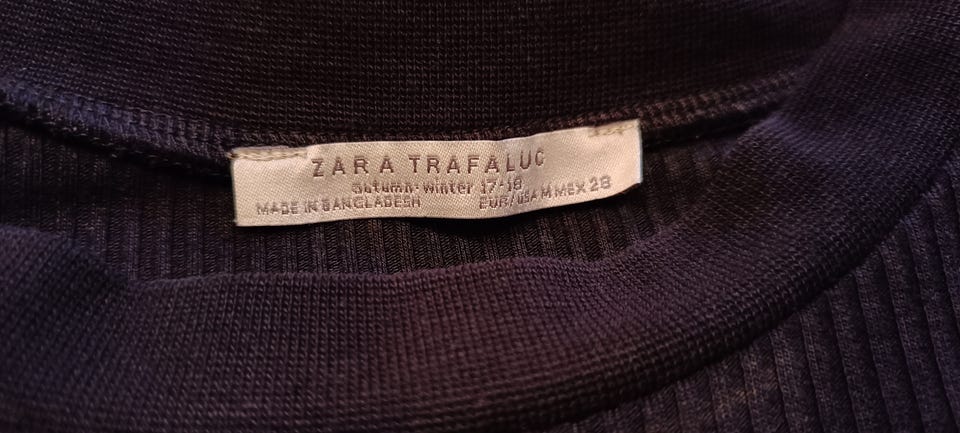 ZARA TRAFALUC
autumn·winter 17-18
MADE IN BANGLADESH EUR/USA M MEX 28